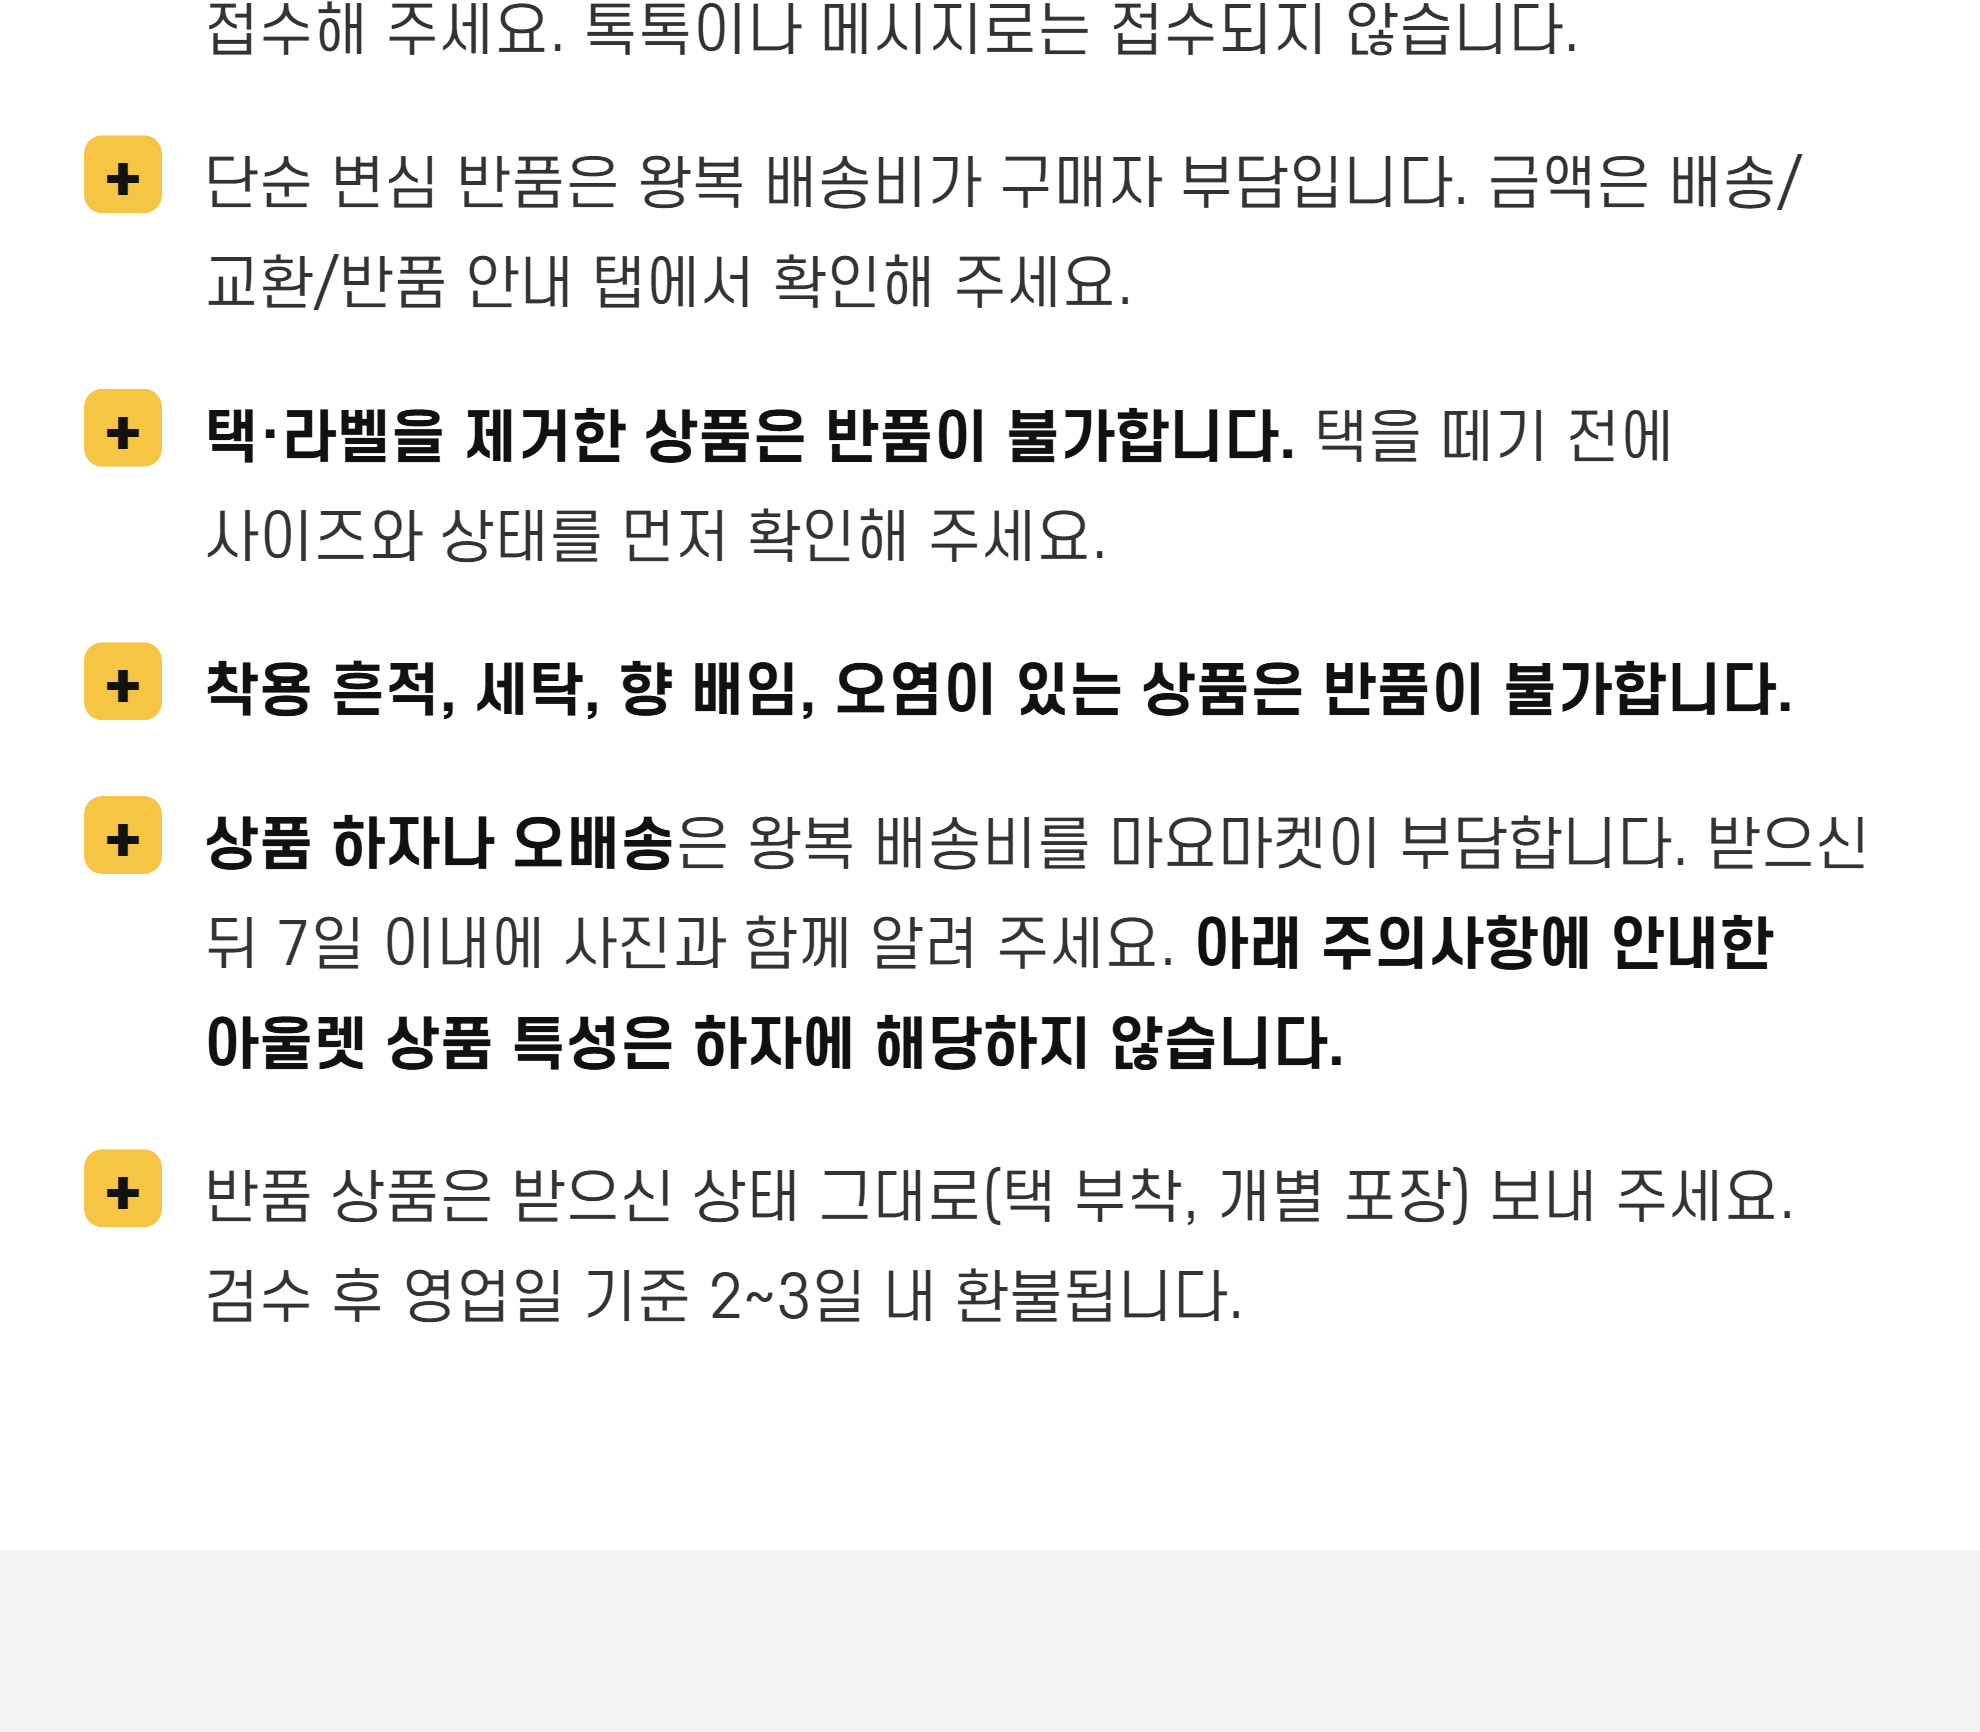 접수해 주세요. 톡톡이나 메시지로는 접수되지 않습니다.
단순 변심 반품은 왕복 배송비가 구매자 부담입니다. 금액은 배송/
교환/반품 안내 탭에서 확인해 주세요.
택·라벨을 제거한 상품은 반품이 불가합니다. 택을 떼기 전에
사이즈와 상태를 먼저 확인해 주세요.
착용 흔적, 세탁, 향 배임, 오염이 있는 상품은 반품이 불가합니다.
상품 하자나 오배송은 왕복 배송비를 마요마켓이 부담합니다. 받으신
뒤 7일 이내에 사진과 함께 알려 주세요. 아래 주의사항에 안내한
아울렛 상품 특성은 하자에 해당하지 않습니다.
반품 상품은 받으신 상태 그대로(택 부착, 개별 포장) 보내 주세요.
검수 후 영업일 기준 2~3일 내 환불됩니다.